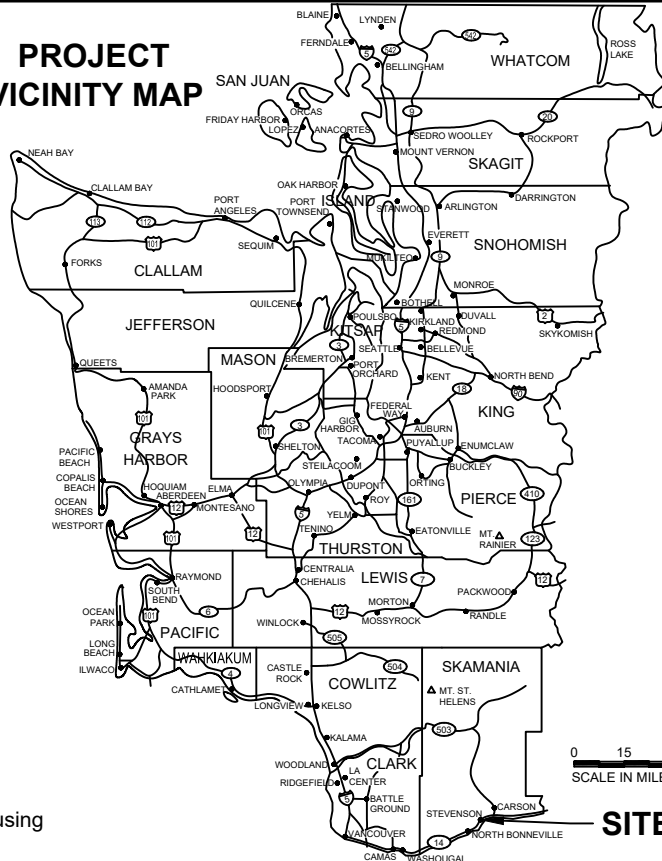 PROJECT
VICINITY MAP
BLAINE
LYNDEN
FERNDALE
5
542
542
BELLINGHAM
WHATCOM
ROSS
LAKE
SAN JUAN
ORCAS
FRIDAY HARBOR
LOPEZ
ANACORTES
9
20
SEDRO WOOLLEY
ROCKPORT
MOUNT VERNON
SKAGIT
NEAH BAY
CLALLAM BAY
OAK HARBOR
ISLAND
STANWOOD
ARLINGTON
DARRINGTON
PORT
ANGELES
PORT
TOWNSEND
113
112
101
SEQUIM
EVERETT
SNOHOMISH
MUKILTEO
9
FORKS
CLALLAM
MONROE
QUILCENE
BOTHELL
2
SKYKOMISH
JEFFERSON
POULSBO
KITSAP
5
KIRKLAND
DUVALL
REDMOND
MASON
BREMERTON
3
SEATTLE
BELLEVUE
QUEETS
PORT
ORCHARD
KENT
NORTH BEND
90
AMANDA
PARK
HOODSPORT
18
101
GIG
HARBOR
FEDERAL
WAY
KING
GRAYS
HARBOR
101
3
AUBURN
TACOMA
PUYALLUP
ENUMCLAW
PACIFIC
BEACH
SHELTON
STEILACOOM
BUCKLEY
COPALIS
BEACH
HOQUIAM
ABERDEEN
ELMA
OLYMPIA
DUPONT
ORTING
410
OCEAN
SHORES
12
MONTESANO
ROY
161
PIERCE
WESTPORT
5
YELM
12
TENINO
EATONVILLE
MT.
RAINIER
123
101
THURSTON
CENTRALIA
CHEHALIS
LEWIS
7
12
RAYMOND
SOUTH
BEND
PACKWOOD
OCEAN
PARK
101
6
MORTON
12
MOSSYROCK
RANDLE
PACIFIC
WINLOCK
505
LONG
BEACH
WAHKIAKUM
ILWACO
4
CASTLE
ROCK
504
SKAMANIA
CATHLAMET
COWLITZ
MT. ST.
HELENS
LONGVIEW
KELSO
503
KALAMA
WOODLAND
LA
CENTER
CLARK
0 15
SCALE IN MILE
RIDGEFIELD
5
BATTLE
GROUND
CARSON
STEVENSON
SITE
using
VANCOUVER
14
NORTH BONNEVILLE
CAMAS
WASHOUGAL